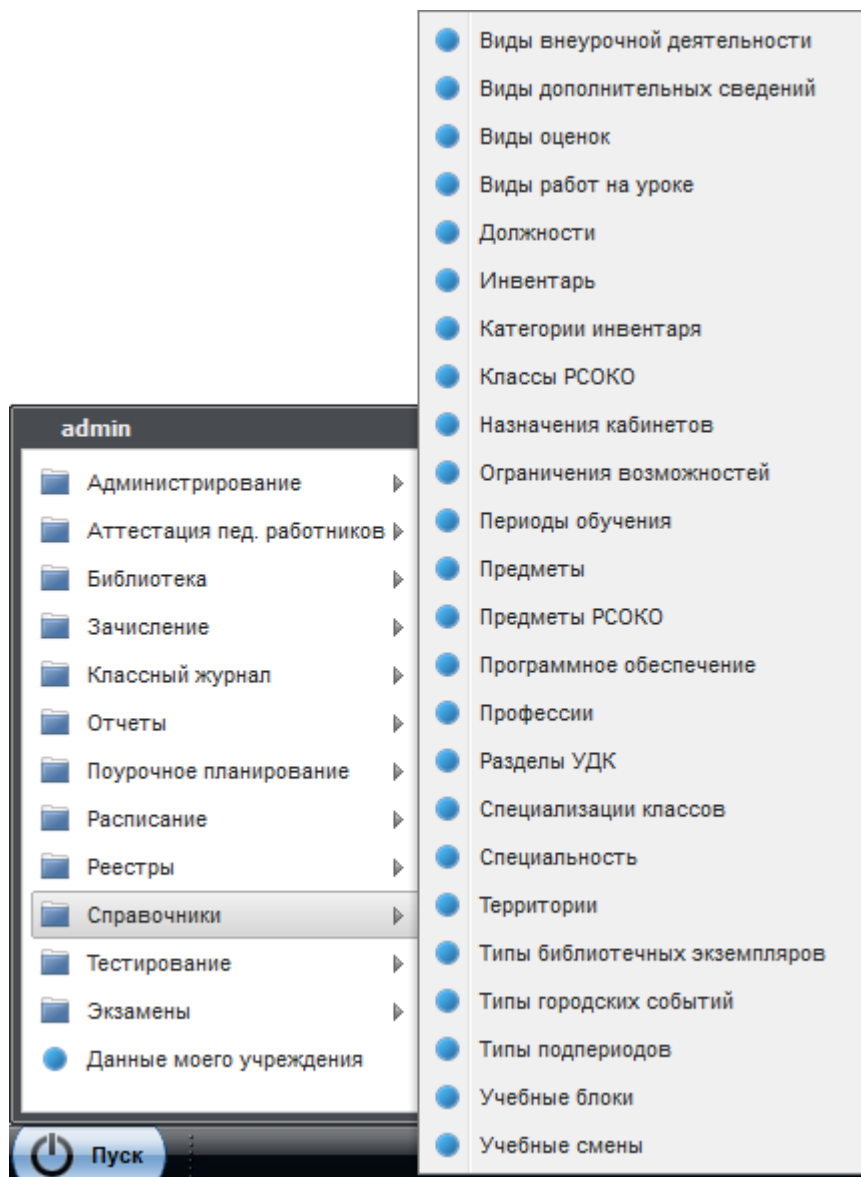 admin
Администрирование
Аттестация пед. работников
Библиотека
Зачисление
Классный журнал
Отчеты
Поурочное планирование
Расписание
Реестры
Справочники
Тестирование
Экзамены
Данные моего учреждения
Пуск
Виды внеурочной деятельности
Виды дополнительных сведений
Виды оценок
Виды работ на уроке
Должности
Инвентарь
Категории инвентаря
Классы РСОКО
Назначения кабинетов
Ограничения возможностей
Периоды обучения
Предметы
Предметы РСОКО
Программное обеспечение
Профессии
Разделы УДК
Специализации классов
Специальность
Территории
Типы библиотечных экземпляров
Типы городских событий
Типы подпериодов
Учебные блоки
Учебные смены